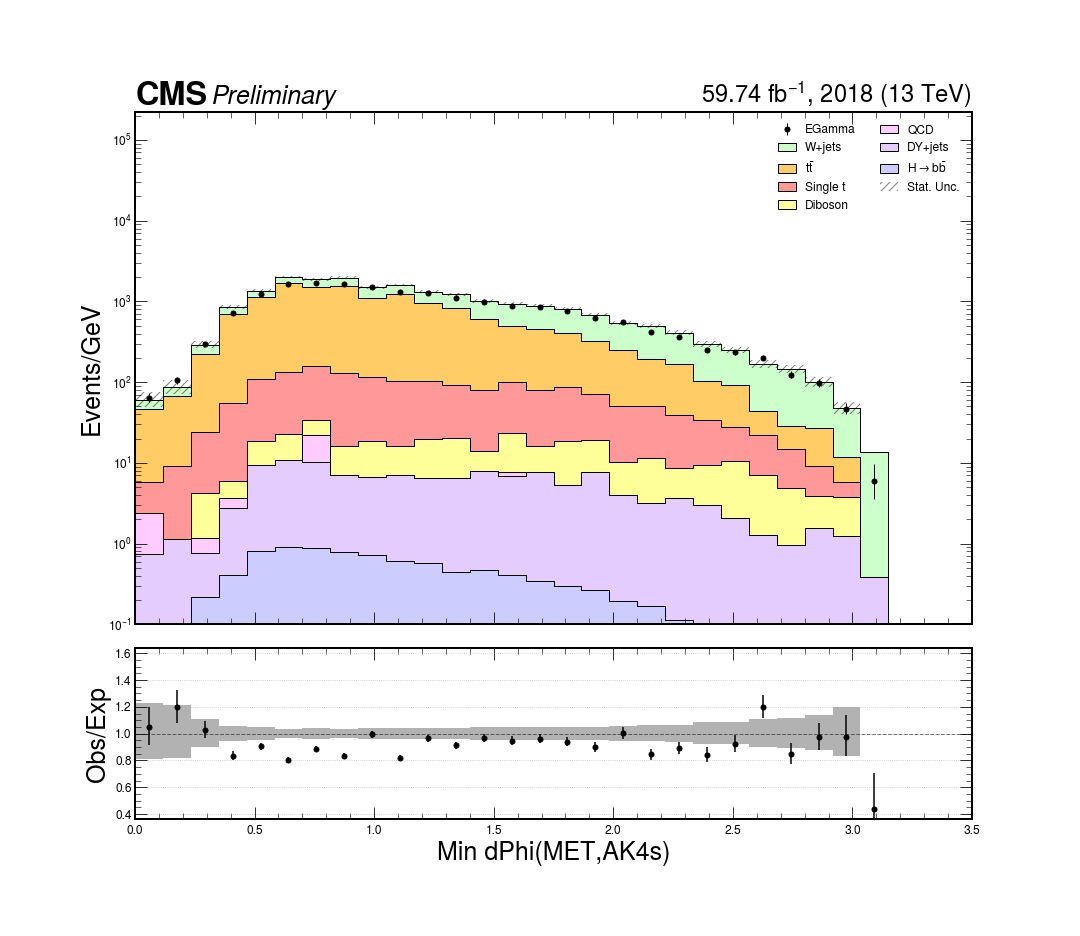 CMS Preliminary 59.74 fb⁻¹, 2018 (13 TeV)
EGamma QCD
W+jets DY+jets
tt̄ H→bb̄
Single t Stat. Unc.
Diboson
10⁵
10⁴
10³
10²
10¹
10⁰
10⁻¹
Events/GeV
1.6
1.4
1.2
1.0
0.8
0.6
0.4
Obs/Exp
0.0 0.5 1.0 1.5 2.0 2.5 3.0 3.5
Min dPhi(MET,AK4s)